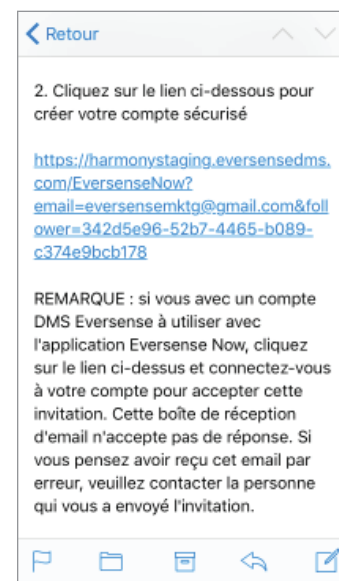 Retour
2. Cliquez sur le lien ci-dessous pour
créer votre compte sécurisé
https://harmonystaging.eversensedms.
com/EversenseNow?
email=eversensemktg@gmail.com&foll
ower=342d5e96-52b7-4465-b089-
c374e9bcb178
REMARQUE : si vous avec un compte
DMS Eversense à utiliser avec
l'application Eversense Now, cliquez
sur le lien ci-dessus et connectez-vous
à votre compte pour accepter cette
invitation. Cette boîte de réception
d'email n'accepte pas de réponse. Si
vous pensez avoir reçu cet email par
erreur, veuillez contacter la personne
qui vous a envoyé l'invitation.